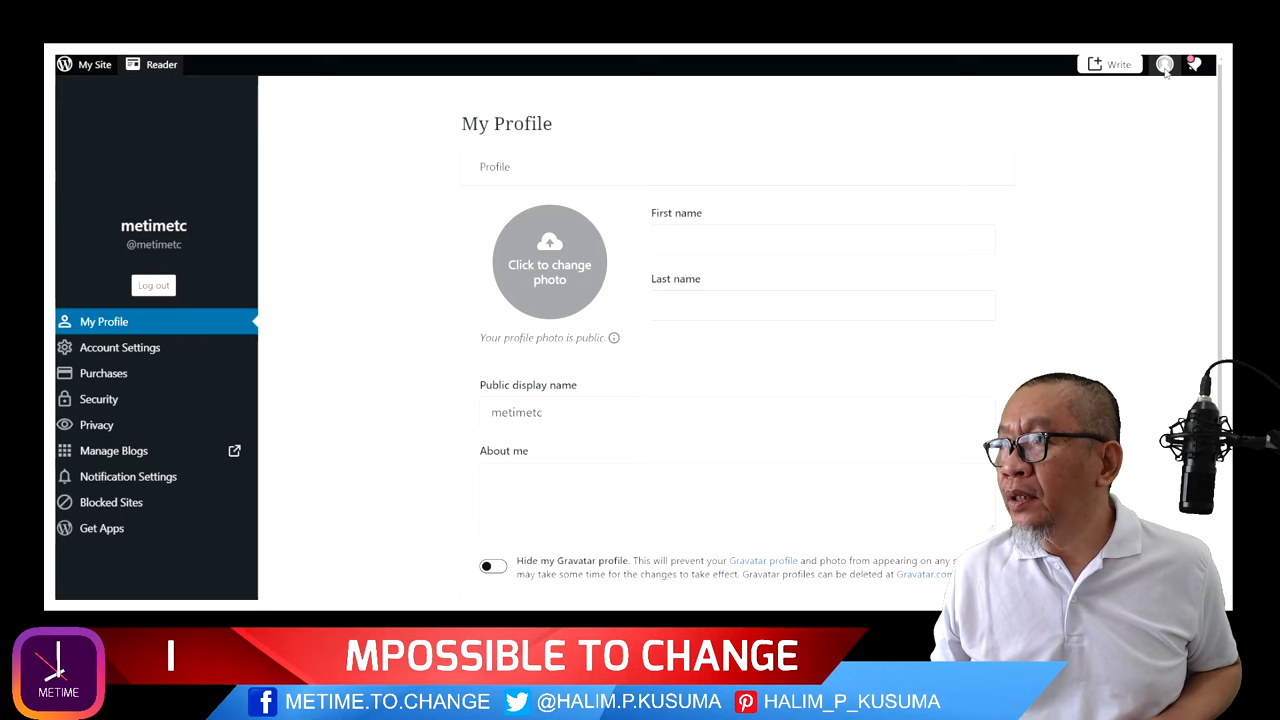 My Site
Reader
Write
My Profile
Profile
metimetc
@metimetc
Log out
My Profile
Account Settings
Purchases
Security
Privacy
Manage Blogs
Notification Settings
Blocked Sites
Get Apps
Click to change
photo
Your profile photo is public.
First name
Last name
Public display name
metimetc
About me
Hide my Gravatar profile. This will prevent your Gravatar profile and photo from appearing on any
may take some time for the changes to take effect. Gravatar profiles can be deleted at Gravatar.com
METIME
I MPOSSIBLE TO CHANGE
METIME.TO.CHANGE @HALIM.P.KUSUMA HALIM_P_KUSUMA